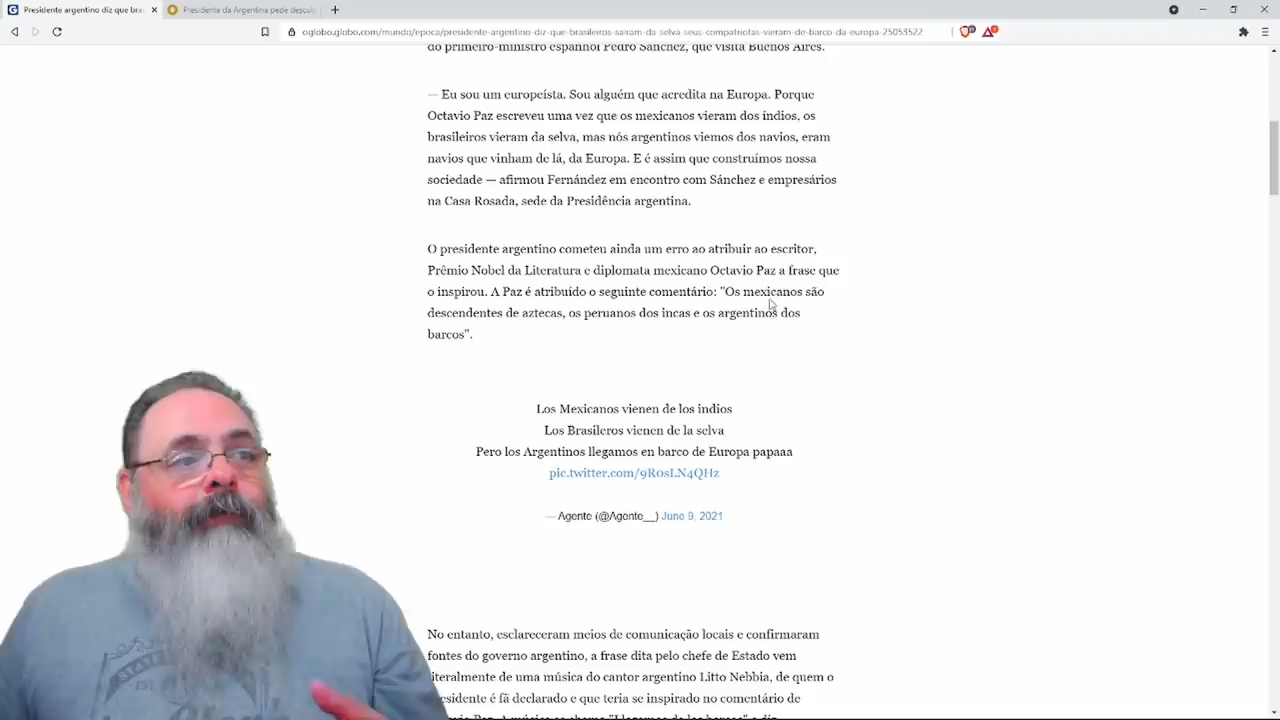 Presidente argentino diz que bra
Presidente da Argentina pede descul
oglobo.globo.com/mundo/epoca/presidente-argentino-diz-que-brasileiros-sairam-da-selva-seus-compatriotas-vieram-de-barco-da-europa-25053522
do primeiro-ministro espanhol Pedro Sánchez, que visita Buenos Aires.
— Eu sou um europeísta. Sou alguém que acredita na Europa. Porque
Octavio Paz escreveu uma vez que os mexicanos vieram dos índios, os
brasileiros vieram da selva, mas nós argentinos viemos dos navios, eram
navios que vinham de lá, da Europa. E é assim que construímos nossa
sociedade — afirmou Fernández em encontro com Sánchez e empresários
na Casa Rosada, sede da Presidência argentina.
O presidente argentino cometeu ainda um erro ao atribuir ao escritor,
Prêmio Nobel da Literatura e diplomata mexicano Octavio Paz a frase que
o inspirou. A Paz é atribuído o seguinte comentário: "Os mexicanos são
descendentes de aztecas, os peruanos dos incas e os argentinos dos
barcos".
Los Mexicanos vienen de los indios
Los Brasileros vienen de la selva
Pero los Argentinos llegamos en barco de Europa papaaa
pic.twitter.com/9R0sLN4QHz
— Agente (@Agente__) June 9, 2021
No entanto, esclareceram meios de comunicação locais e confirmaram
fontes do governo argentino, a frase dita pelo chefe de Estado vem
literalmente de uma música do cantor argentino Litto Nebbia, de quem o
presidente é fã declarado e que teria se inspirado no comentário de